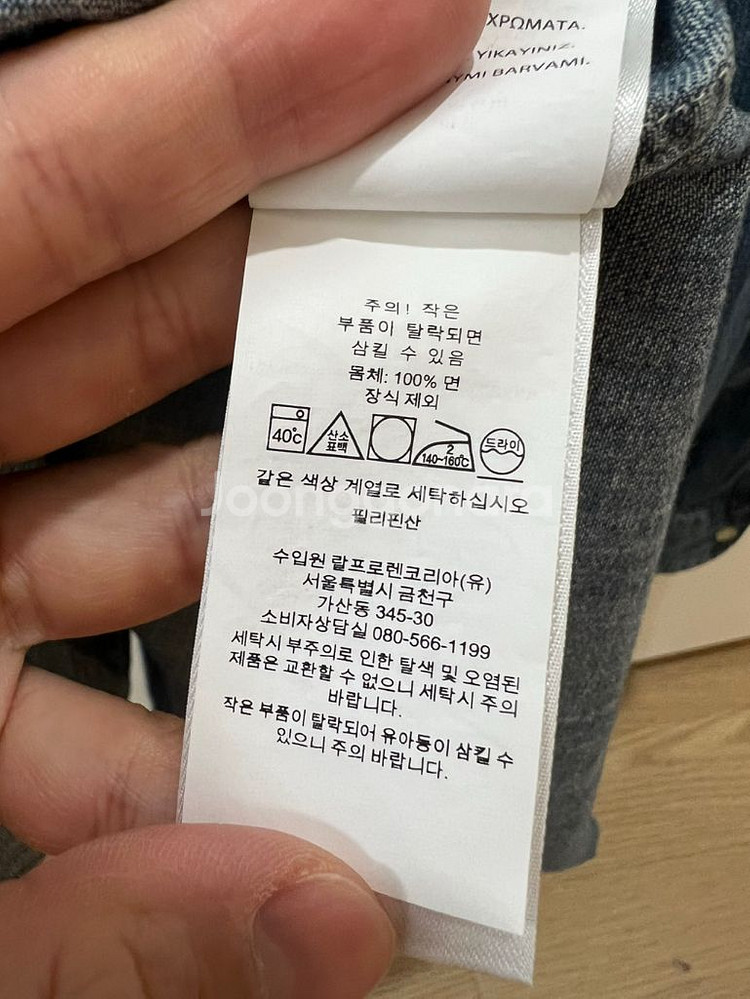 ΧΡΩΜΑΤΑ.
YIKAYINIZ.
BARVAMI.
주의! 작은
부품이 탈락되면
삼킬 수 있음
몸체: 100% 면
장식 제외
40℃
산소
표백
2
140~160℃
드라이
같은 색상 계열로 세탁하십시오
필리핀산
수입원 랄프로렌코리아(유)
서울특별시 금천구
가산동 345-30
소비자상담실 080-566-1199
세탁시 부주의로 인한 탈색 및 오염된
제품은 교환할 수 없으니 세탁시 주의
바랍니다.
작은 부품이 탈락되어 유아동이 삼킬 수
있으니 주의 바랍니다.